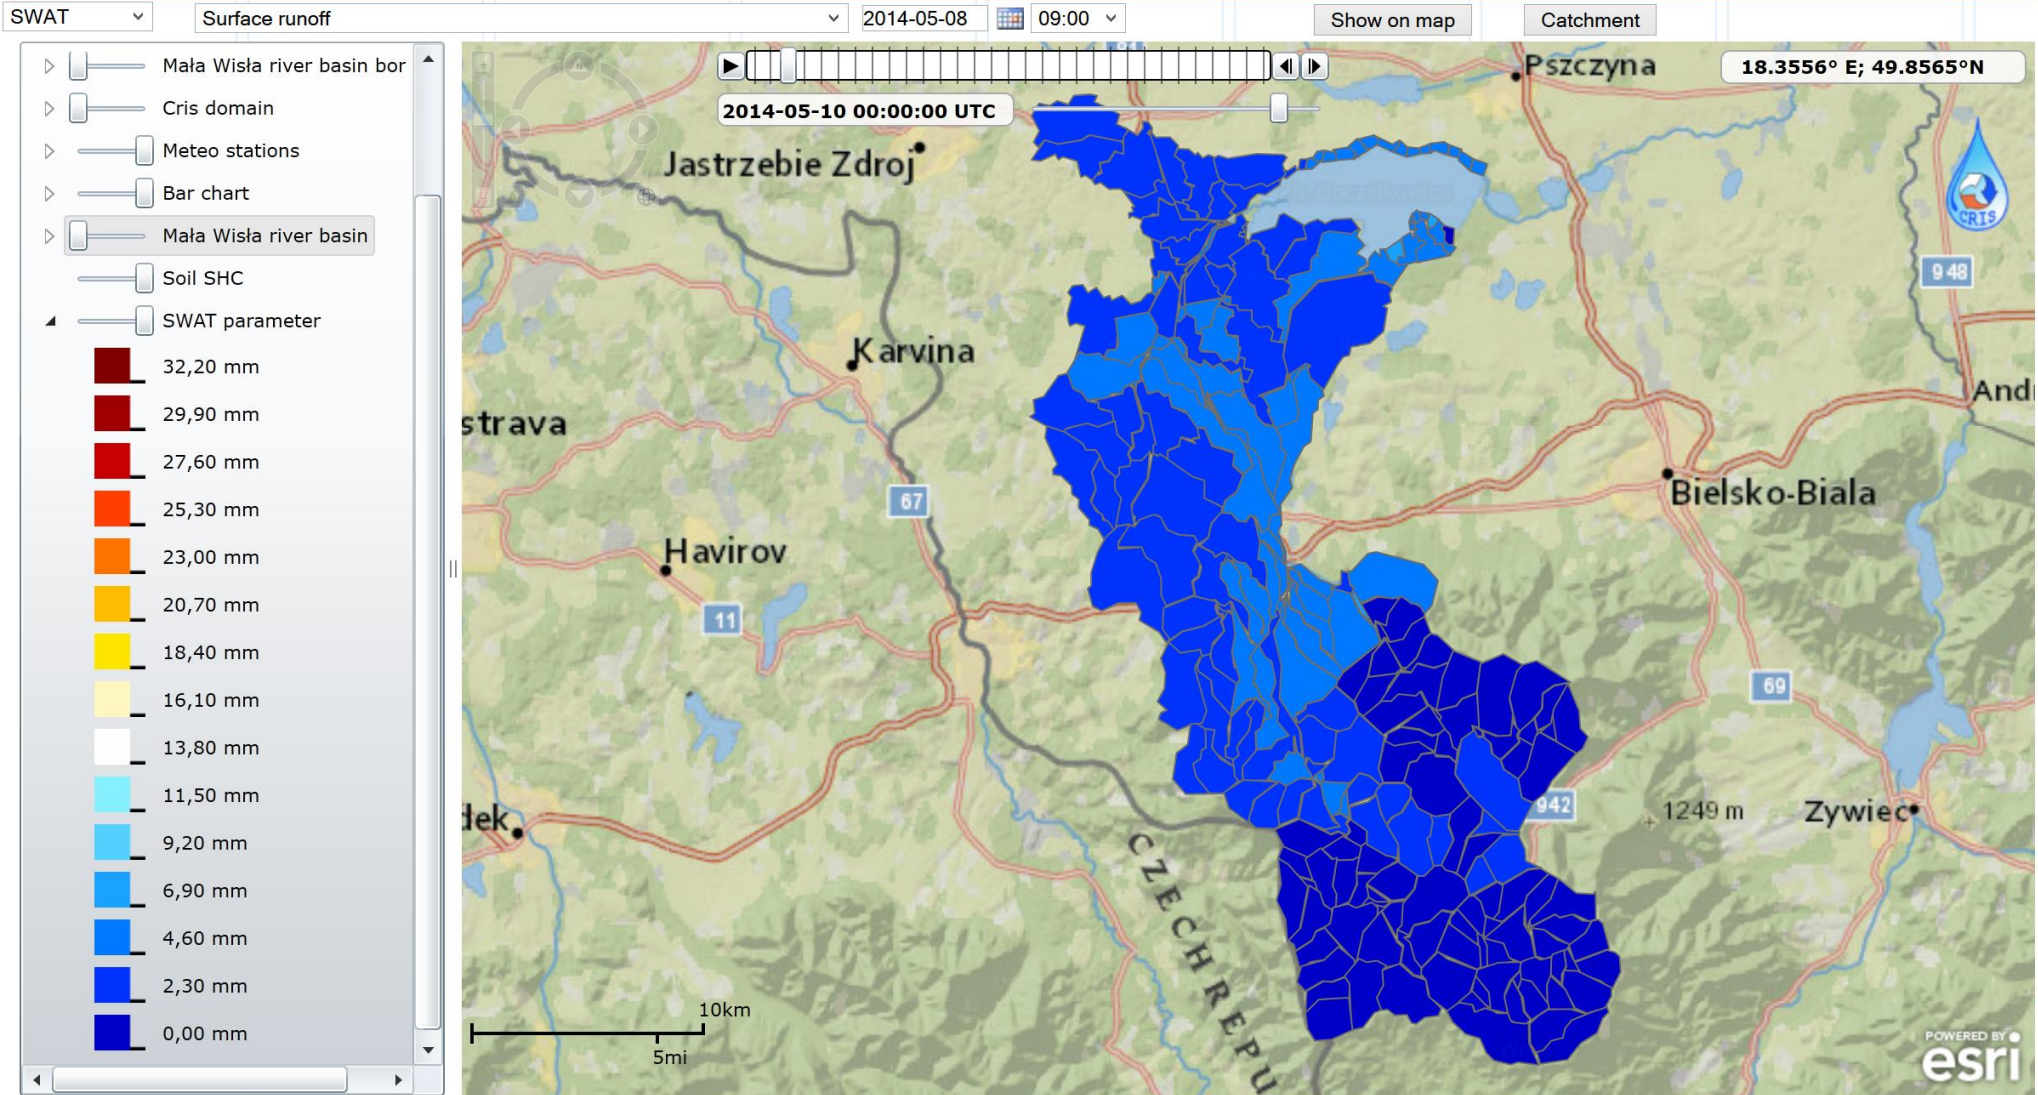 SWAT
Surface runoff
2014-05-08
09:00
Show on map
Catchment
Mała Wisła river basin bor
Cris domain
Meteo stations
Bar chart
Mała Wisła river basin
Soil SHC
SWAT parameter
32,20 mm
29,90 mm
27,60 mm
25,30 mm
23,00 mm
20,70 mm
18,40 mm
16,10 mm
13,80 mm
11,50 mm
9,20 mm
6,90 mm
4,60 mm
2,30 mm
0,00 mm
2014-05-10 00:00:00 UTC
18.3556° E; 49.8565°N
Pszczyna
Jastrzebie Zdroj
CRIS
948
Karvina
Andr
strava
67
Bielsko-Biala
Havirov
11
69
dek
942
1249 m
Zywiec
CZECH REPU
10km
5mi
POWERED BY
esri